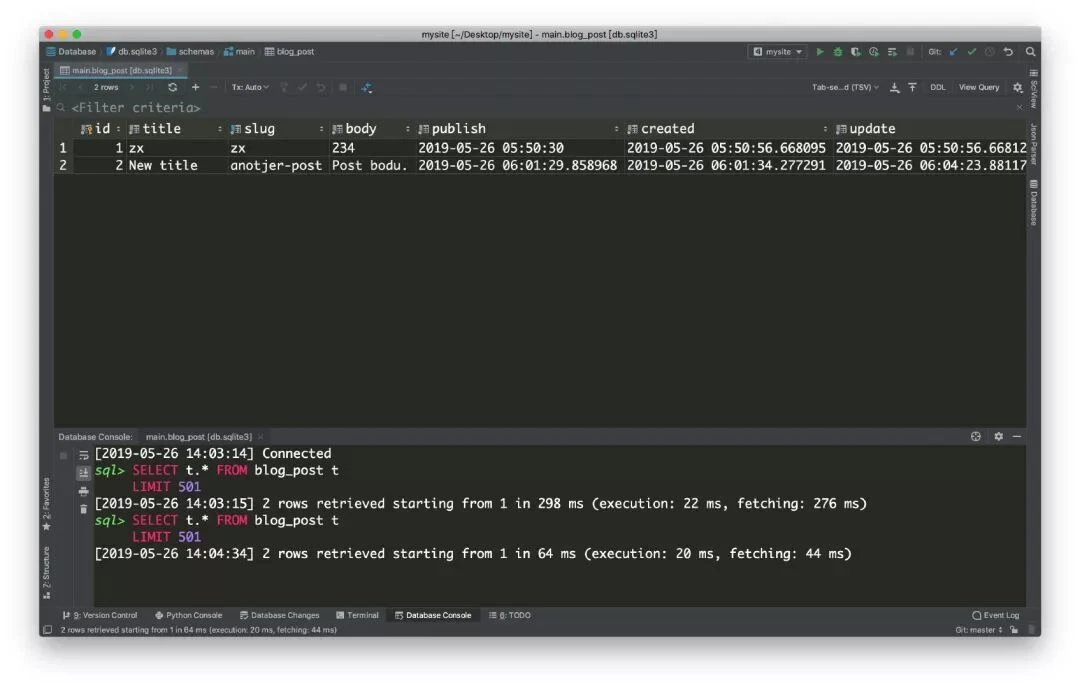 mysite [~/Desktop/mysite] - main.blog_post [db.sqlite3]
Database db.sqlite3 schemas main blog_post mysite Git:
main.blog_post [db.sqlite3]
2 rows Tx: Auto Tab-se...d (TSV) DDL View Query
<Filter criteria>
id title slug body publish created update
1 1 zx zx 234 2019-05-26 05:50:30 2019-05-26 05:50:56.668095 2019-05-26 05:50:56.66812
2 2 New title anotjer-post Post bodu. 2019-05-26 06:01:29.858968 2019-05-26 06:01:34.277291 2019-05-26 06:04:23.88117
1: Project
SciView
Json Parser
Database
Database Console: main.blog_post [db.sqlite3]
[2019-05-26 14:03:14] Connected
sql> SELECT t.* FROM blog_post t
LIMIT 501
[2019-05-26 14:03:15] 2 rows retrieved starting from 1 in 298 ms (execution: 22 ms, fetching: 276 ms)
sql> SELECT t.* FROM blog_post t
LIMIT 501
[2019-05-26 14:04:34] 2 rows retrieved starting from 1 in 64 ms (execution: 20 ms, fetching: 44 ms)
2: Favorites
7: Structure
9: Version Control Python Console Database Changes Terminal Database Console 6: TODO Event Log
2 rows retrieved starting from 1 in 64 ms (execution: 20 ms, fetching: 44 ms) Git: master